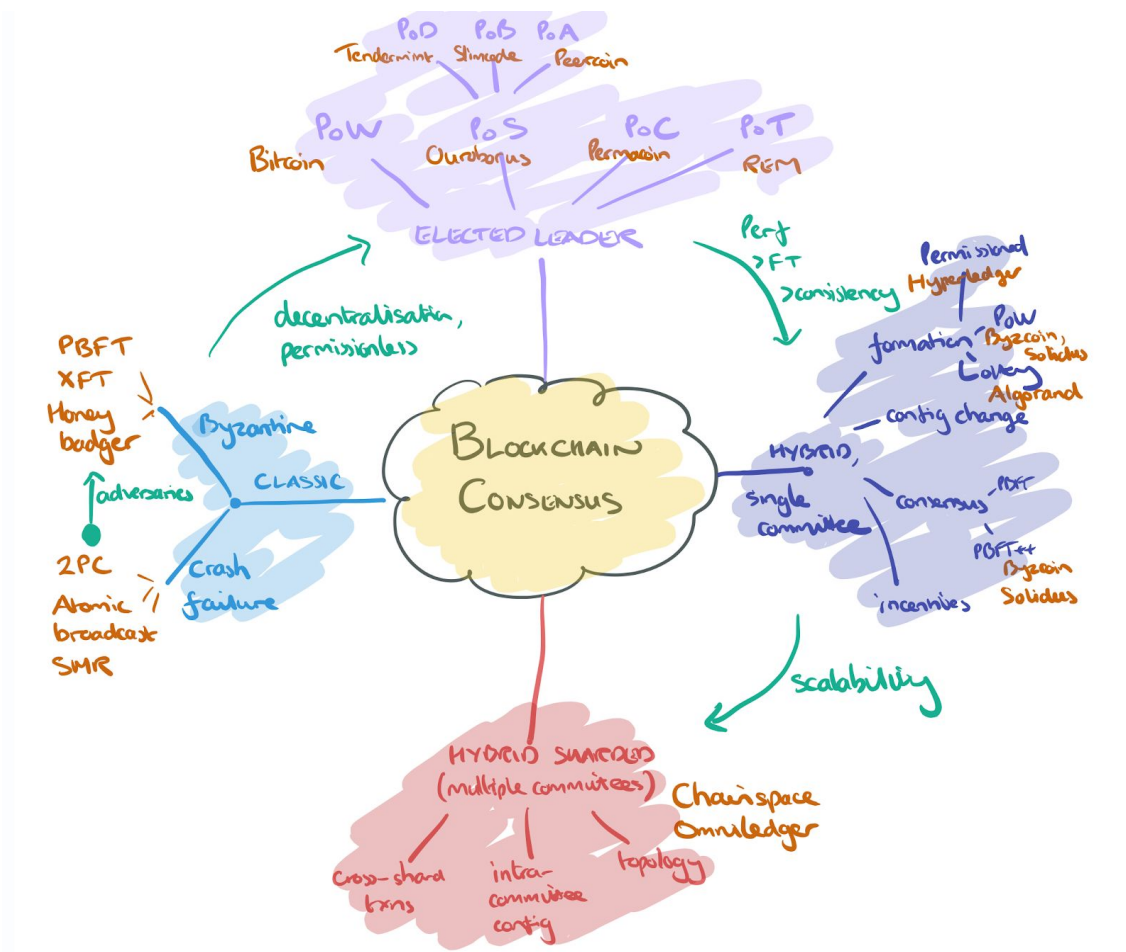 PoD PoB PoA
Tendermint Slimcode Peercoin
PoW PoS PoC PoT
Bitcoin Ouroborus Permacoin REM
ELECTED LEADER
decentralisation,
permissionless
Perf
>FT
>consistency
Permissioned
Hyperledger
formation
PoW
Byzcoin,
Solidus
Lottery
Algorand
config change
HYBRID,
single
committee
consensus
PBFT
PBFT++
Byzcoin
Solidus
incentives
BLOCKCHAIN
CONSENSUS
PBFT
XFT
Honey
badger
adversaries
2PC
Atomic
broadcast
SMR
Byzantine
CLASSIC
Crash
failure
scalability
HYBRID SHARDED
(multiple committees)
Chainspace
Omniledger
cross-shard
txns
intra-
committee
config
topology